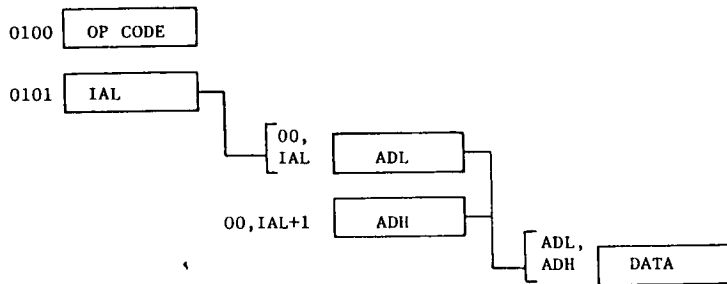 0100 OP CODE
0101 IAL
00,
IAL ADL
00,IAL+1 ADH
ADL,
ADH DATA